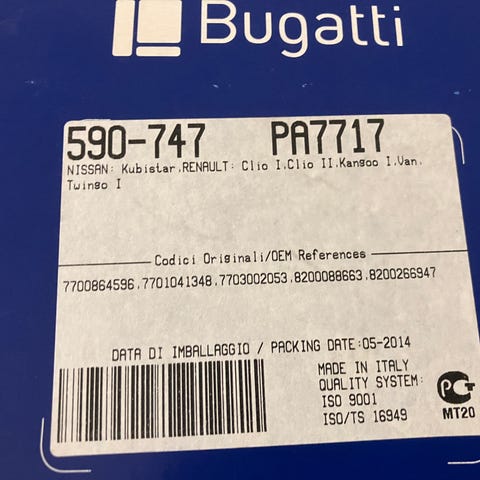 Bugatti
590-747 PA7717
NISSAN: Kubistar,RENAULT: Clio I,Clio II,Kangoo I,Van,
Twingo I
Codici Originali/OEM References
7700864596,7701041348,7703002053,8200088663,8200266947
DATA DI IMBALLAGGIO / PACKING DATE:05-2014
MADE IN ITALY
QUALITY SYSTEM:
ISO 9001
ISO/TS 16949
PCT
MT20